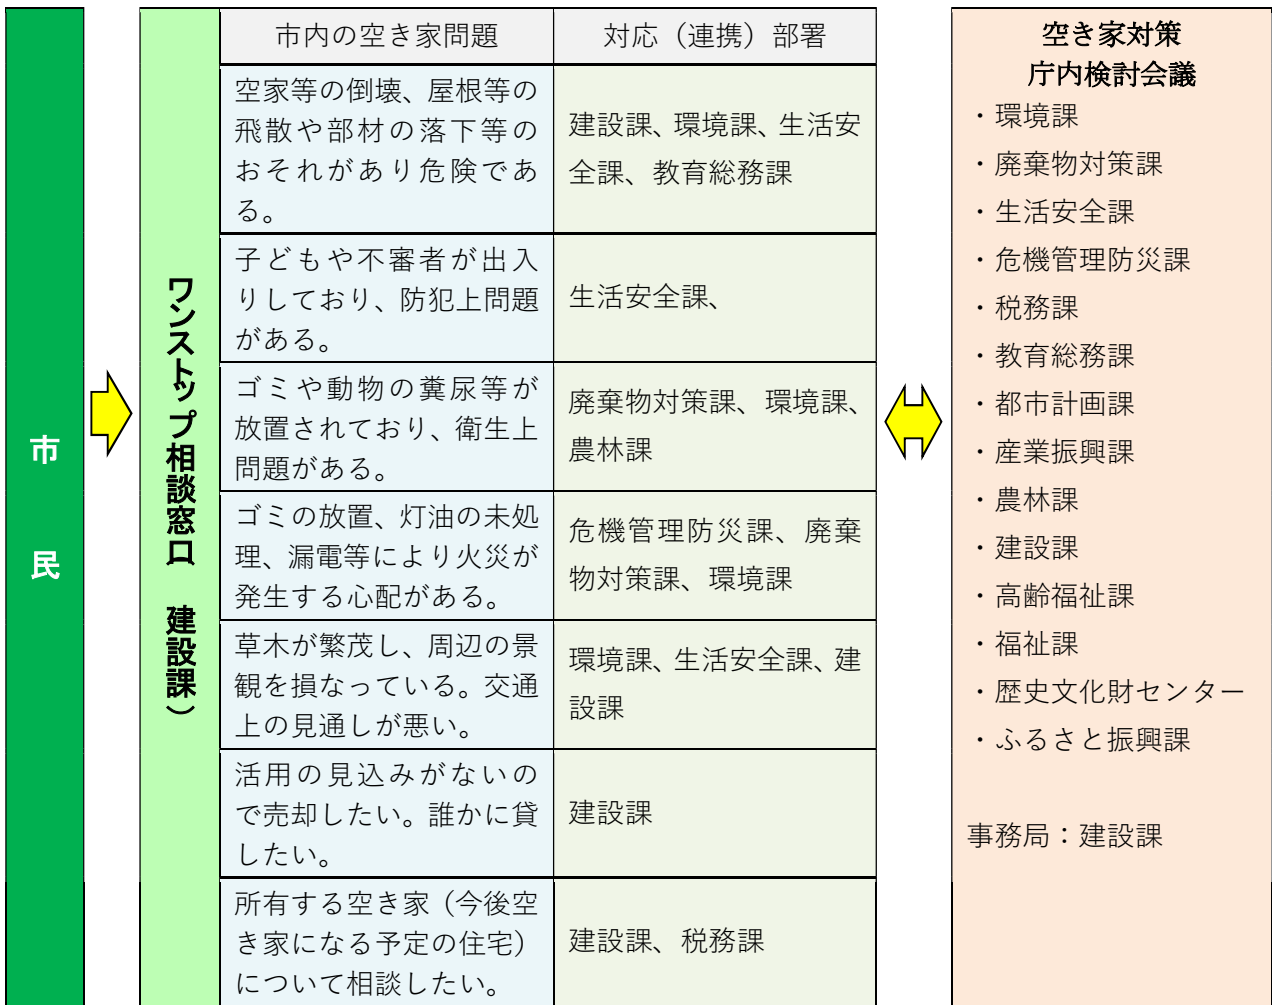 市
民
ワンストップ相談窓口 建設課）
市内の空き家問題
対応（連携）部署
空家等の倒壊、屋根等の
飛散や部材の落下等の
おそれがあり危険であ
る。
建設課、環境課、生活安
全課、教育総務課
子どもや不審者が出入
りしており、防犯上問題
がある。
生活安全課、
ゴミや動物の糞尿等が
放置されており、衛生上
問題がある。
廃棄物対策課、環境課、
農林課
ゴミの放置、灯油の未処
理、漏電等により火災が
発生する心配がある。
危機管理防災課、廃棄
物対策課、環境課
草木が繁茂し、周辺の景
観を損なっている。交通
上の見通しが悪い。
環境課、生活安全課、建
設課
活用の見込みがないの
で売却したい。誰かに貸
したい。
建設課
所有する空き家（今後空
き家になる予定の住宅）
について相談したい。
建設課、税務課
空き家対策
庁内検討会議
・環境課
・廃棄物対策課
・生活安全課
・危機管理防災課
・税務課
・教育総務課
・都市計画課
・産業振興課
・農林課
・建設課
・高齢福祉課
・福祉課
・歴史文化財センター
・ふるさと振興課
事務局：建設課